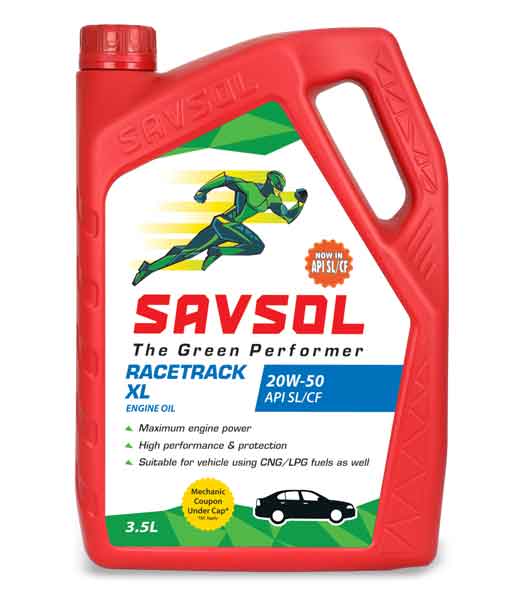 SAVSOL
NOW IN
API SL/CF
SAVSOL
The Green Performer
RACETRACK
XL
ENGINE OIL
20W-50
API SL/CF
Maximum engine power
High performance & protection
Suitable for vehicle using CNG/LPG fuels as well
Mechanic
Coupon
Under Cap*
*T&C Apply
3.5L